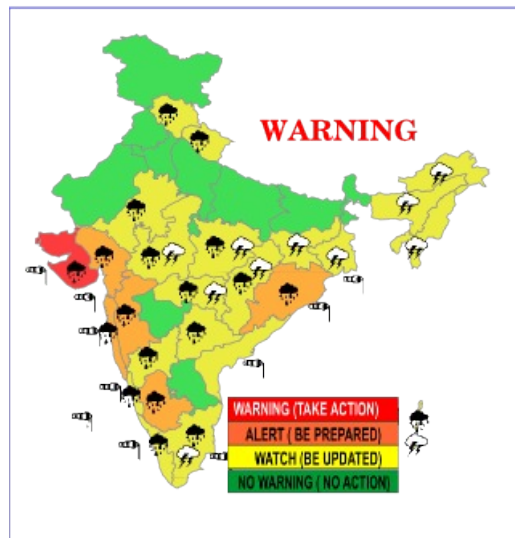 WARNING
WARNING (TAKE ACTION)
ALERT ( BE PREPARED)
WATCH (BE UPDATED)
NO WARNING ( NO ACTION)